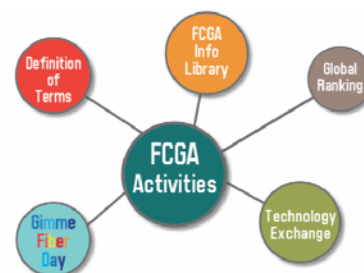 Definition
of
Terms
FCGA
Info
Library
Global
Ranking
FCGA
Activities
Gimme
Fiber
Day
Technology
Exchange